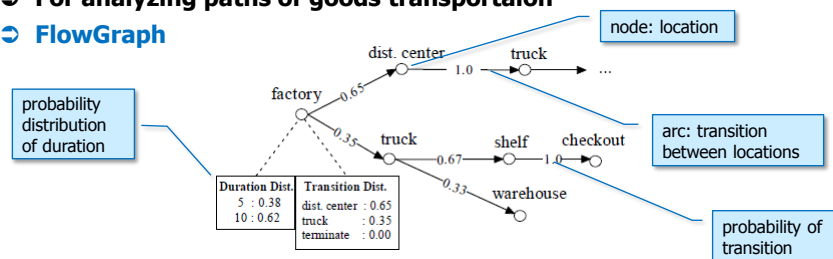 For analyzing paths of goods transportaion
FlowGraph
node: location
dist. center
truck
1.0
...
factory
0.65
probability
distribution
of duration
0.35
truck
shelf
checkout
arc: transition
between locations
0.67
1.0
0.33
warehouse
Duration Dist.
5 : 0.38
10 : 0.62
Transition Dist.
dist. center : 0.65
truck : 0.35
terminate : 0.00
probability of
transition